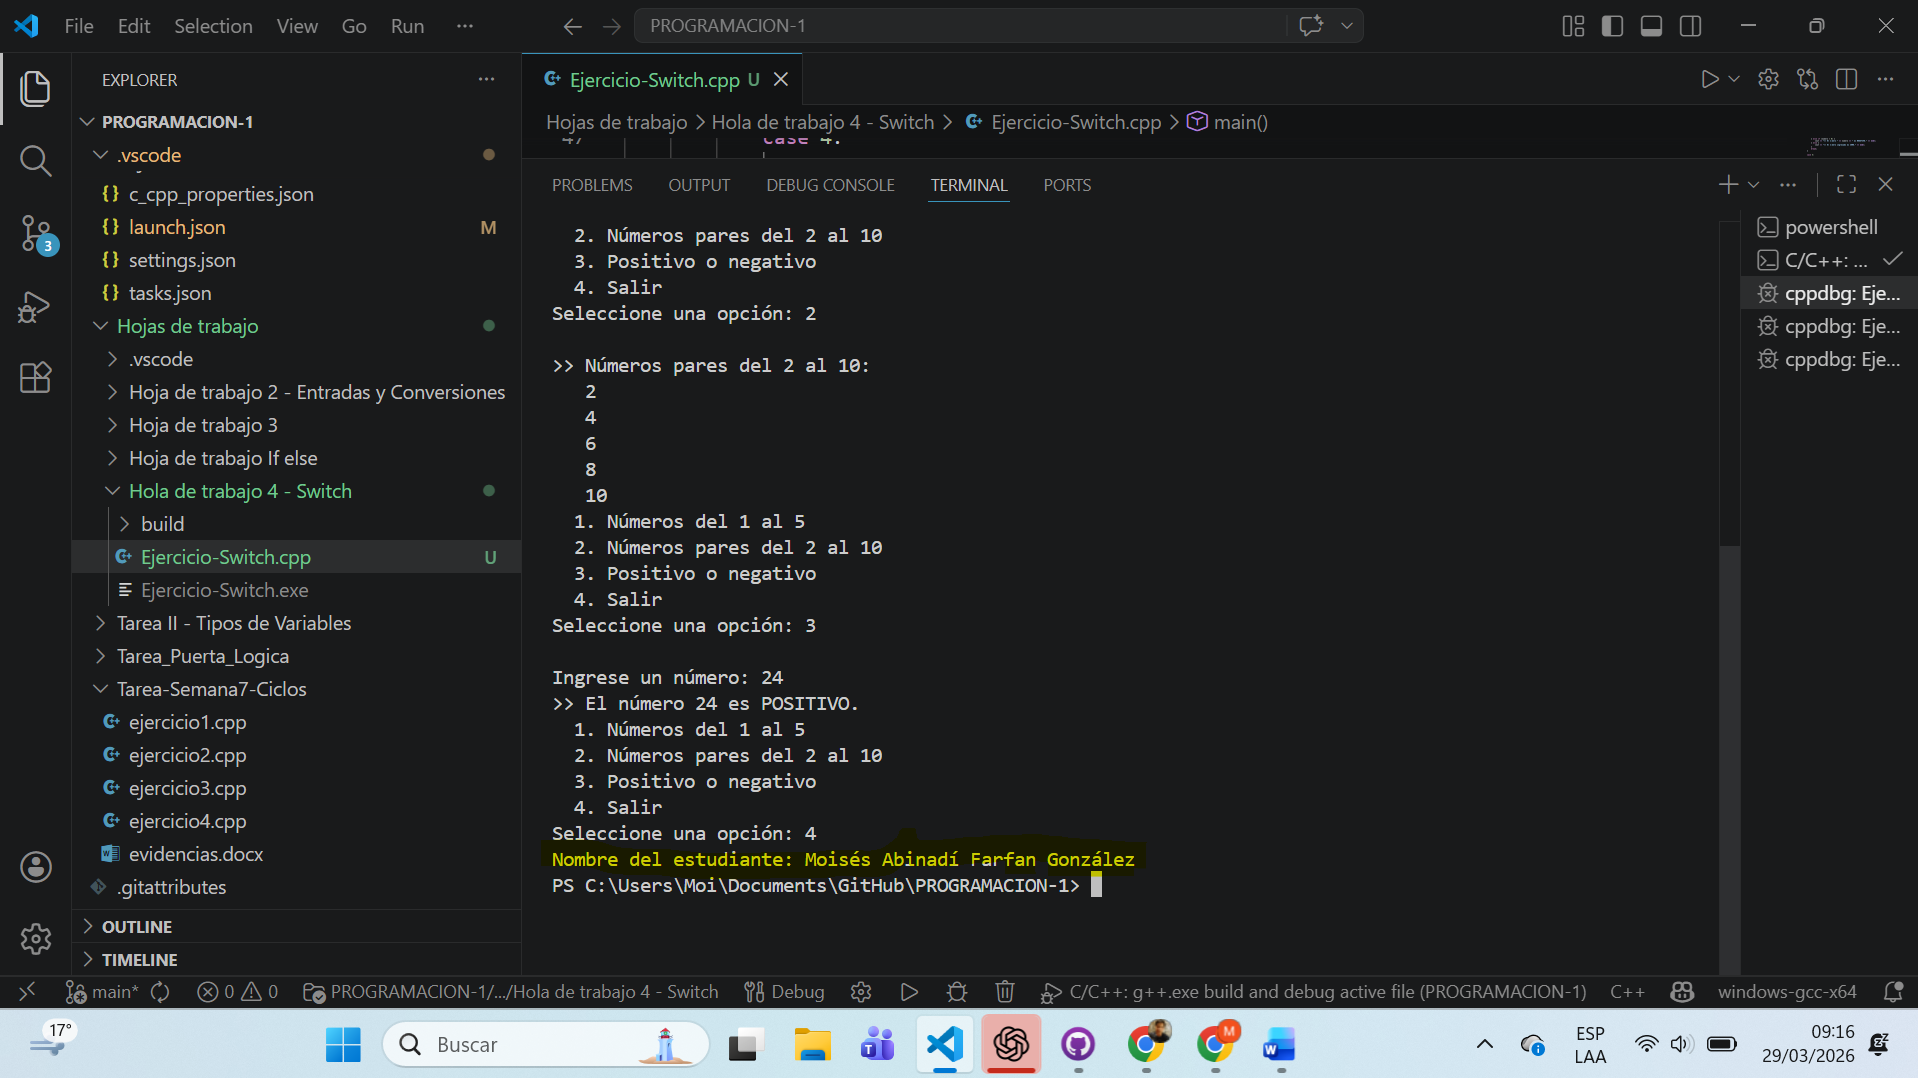 File Edit Selection View Go Run ···
PROGRAMACION-1
EXPLORER
PROGRAMACION-1
.vscode
c_cpp_properties.json
launch.json M
settings.json
tasks.json
Hojas de trabajo
.vscode
Hoja de trabajo 2 - Entradas y Conversiones
Hoja de trabajo 3
Hoja de trabajo If else
Hola de trabajo 4 - Switch
build
Ejercicio-Switch.cpp U
Ejercicio-Switch.exe
Tarea II - Tipos de Variables
Tarea_Puerta_Logica
Tarea-Semana7-Ciclos
ejercicio1.cpp
ejercicio2.cpp
ejercicio3.cpp
ejercicio4.cpp
evidencias.docx
.gitattributes
OUTLINE
TIMELINE
3
Ejercicio-Switch.cpp U
Hojas de trabajo > Hola de trabajo 4 - Switch > Ejercicio-Switch.cpp > main()
47 case 4:
PROBLEMS OUTPUT DEBUG CONSOLE TERMINAL PORTS
2. Números pares del 2 al 10
3. Positivo o negativo
4. Salir
Seleccione una opción: 2
>> Números pares del 2 al 10:
2
4
6
8
10
1. Números del 1 al 5
2. Números pares del 2 al 10
3. Positivo o negativo
4. Salir
Seleccione una opción: 3
Ingrese un número: 24
>> El número 24 es POSITIVO.
1. Números del 1 al 5
2. Números pares del 2 al 10
3. Positivo o negativo
4. Salir
Seleccione una opción: 4
Nombre del estudiante: Moisés Abinadí Farfan González
PS C:\Users\Moi\Documents\GitHub\PROGRAMACION-1>
powershell
C/C++: ...
cppdbg: Eje...
cppdbg: Eje...
cppdbg: Eje...
main* 0 0 PROGRAMACION-1/.../Hola de trabajo 4 - Switch Debug C/C++: g++.exe build and debug active file (PROGRAMACION-1) C++ windows-gcc-x64
17°
Buscar
M
ESP
LAA
09:16
29/03/2026